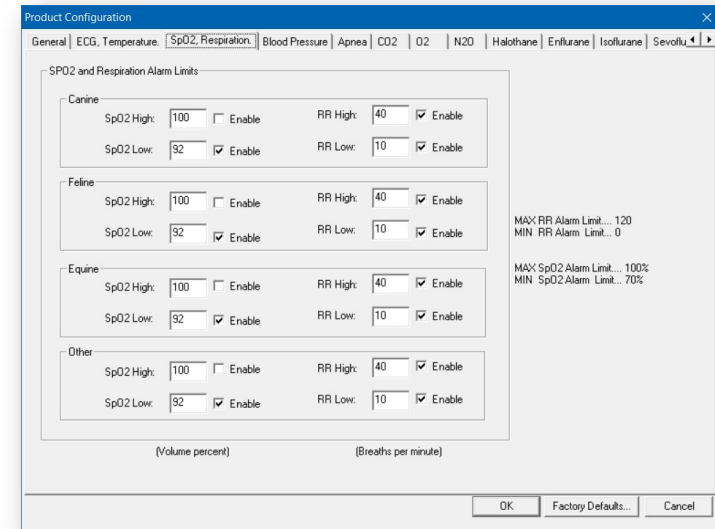 Product Configuration
General ECG, Temperature. SpO2, Respiration. Blood Pressure Apnea CO2 O2 N2O Halothane Enflurane Isoflurane Sevoflu
SPO2 and Respiration Alarm Limits
Canine
SpO2 High: 100 Enable RR High: 40 Enable
SpO2 Low: 92 Enable RR Low: 10 Enable
Feline
SpO2 High: 100 Enable RR High: 40 Enable
SpO2 Low: 92 Enable RR Low: 10 Enable
MAX RR Alarm Limit.... 120
MIN RR Alarm Limit... 0
MAX SpO2 Alarm Limit.... 100%
MIN SpO2 Alarm Limit... 70%
Equine
SpO2 High: 100 Enable RR High: 40 Enable
SpO2 Low: 92 Enable RR Low: 10 Enable
Other
SpO2 High: 100 Enable RR High: 40 Enable
SpO2 Low: 92 Enable RR Low: 10 Enable
(Volume percent) (Breaths per minute)
OK Factory Defaults... Cancel